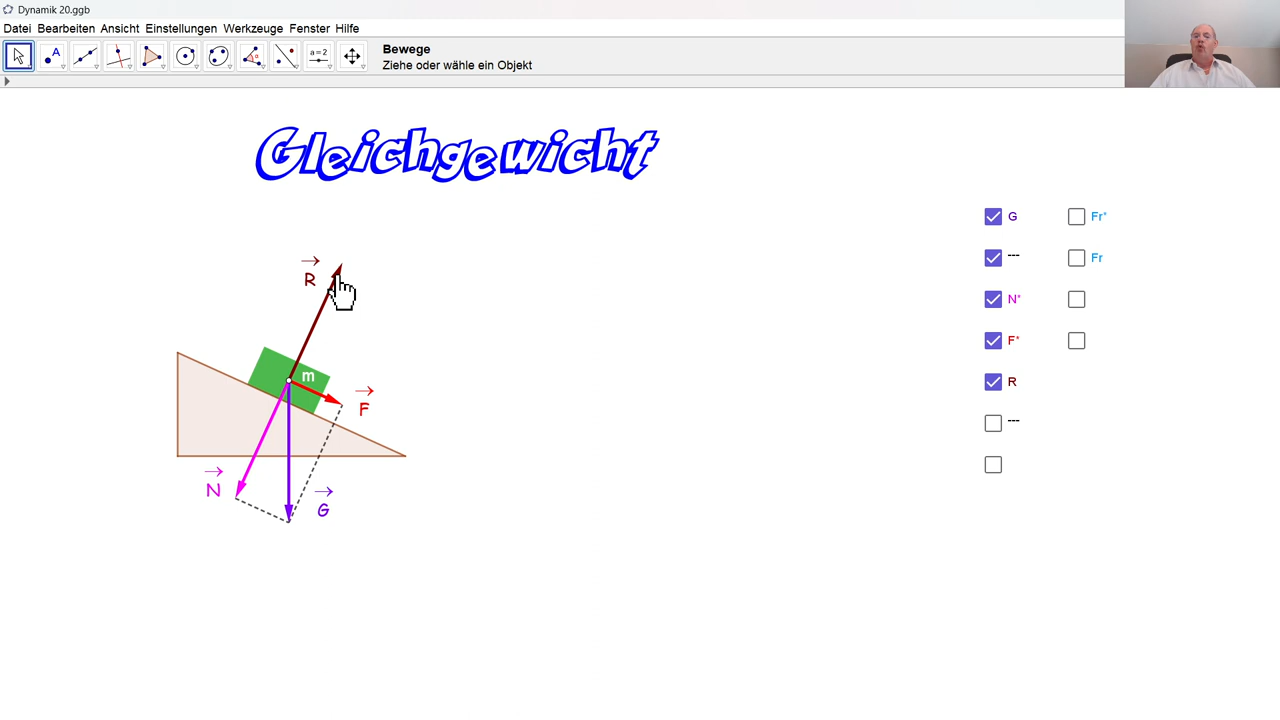 Dynamik 20.ggb
Datei Bearbeiten Ansicht Einstellungen Werkzeuge Fenster Hilfe
A
a=2
Bewege
Ziehe oder wähle ein Objekt
Gleichgewicht
G
Fr*
---
Fr
N*
F*
R
---
R
m
F
N
G